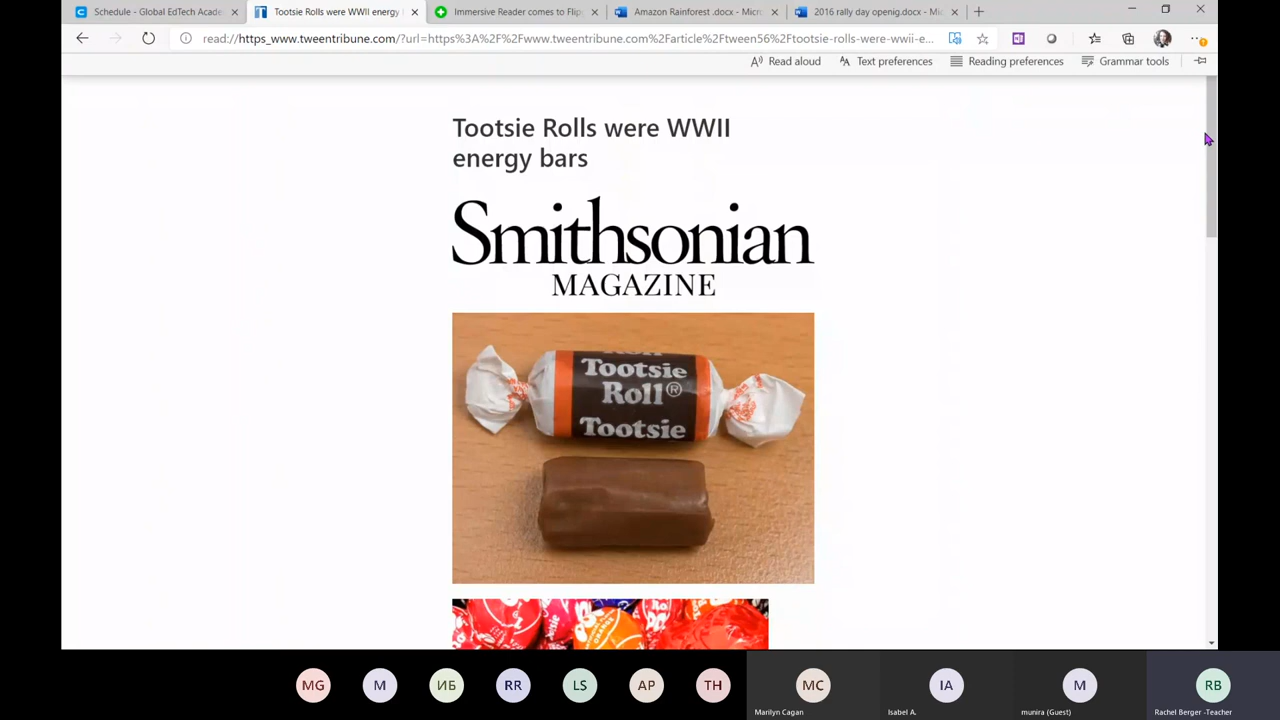 Schedule - Global EdTech Acade
Tootsie Rolls were WWII energy
Immersive Reader comes to Flip
Amazon Rainforest .docx - Micro
2016 rally day openig.docx - Mic
read://https_www.tweentribune.com/?url=https%3A%2F%2Fwww.tweentribune.com%2Farticle%2Ftween56%2Ftootsie-rolls-were-wwii-e...
Read aloud
Text preferences
Reading preferences
Grammar tools
Tootsie Rolls were WWII
energy bars
Smithsonian
MAGAZINE
Tootsie
Roll®
Tootsie
MG
M
ИБ
RR
LS
AP
TH
MC
IA
M
RB
Marilyn Cagan
Isabel A.
munira (Guest)
Rachel Berger -Teacher